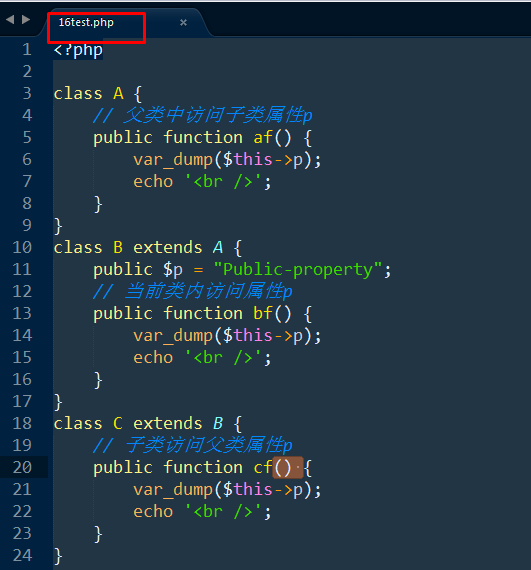 16test.php ×
1 <?php
2
3 class A {
4 // 父类中访问子类属性p
5 public function af() {
6 var_dump($this->p);
7 echo '<br />';
8 }
9 }
10 class B extends A {
11 public $p = "Public-property";
12 // 当前类内访问属性p
13 public function bf() {
14 var_dump($this->p);
15 echo '<br />';
16 }
17 }
18 class C extends B {
19 // 子类访问父类属性p
20 public function cf() {
21 var_dump($this->p);
22 echo '<br />';
23 }
24 }